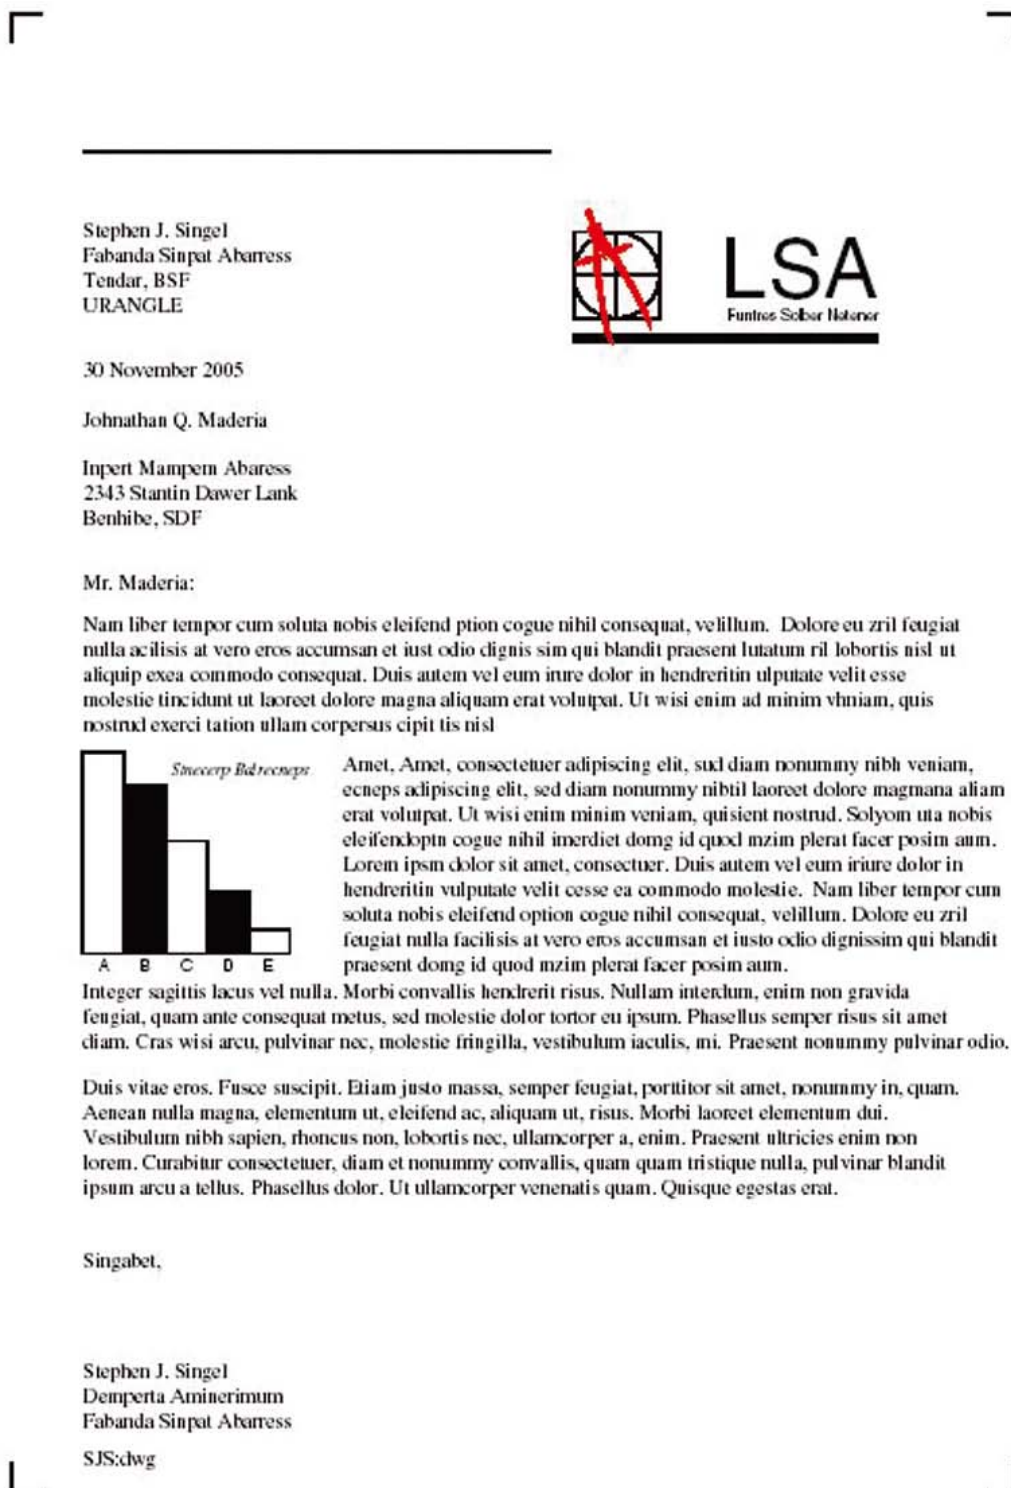 Stephen J. Singel
Fabanda Sinpat Abarress
Tendar, BSF
URANGLE
LSA
Funtres Solber Netener
30 November 2005
Johnathan Q. Maderia
Inpert Mampem Abaress
2343 Stantin Dawer Lank
Benhibe, SDF
Mr. Maderia:
Nam liber tempor cum soluta nobis eleifend ption cogue nihil consequat, velillum.  Dolore eu zril feugiat
nulla acilisis at vero eros accumsan et iust odio dignis sim qui blandit praesent lutatum ril lobortis nisl ut
aliquip exea commodo consequat. Duis autem vel eum irure dolor in hendreritin ulputate velit esse
molestie tincidunt ut laoreet dolore magna aliquam erat volutpat. Ut wisi enim ad minim vhniam, quis
nostrud exerci tation ullam corpersus cipit tis nisl
Amet, Amet, consectetuer adipiscing elit, sud diam nonummy nibh veniam,
ecneps adipiscing elit, sed diam nonummy nibtil laoreet dolore magmana aliam
erat volutpat. Ut wisi enim minim veniam, quisient nostrud. Solyom uta nobis
eleifendoptn cogue nihil imerdiet domg id quod mzim plerat facer posim aum.
Lorem ipsm dolor sit amet, consectuer. Duis autem vel eum iriure dolor in
hendreritin vulputate velit cesse ea commodo molestie.  Nam liber tempor cum
soluta nobis eleifend option cogue nihil consequat, velillum. Dolore eu zril
feugiat nulla facilisis at vero eros accumsan et iusto odio dignissim qui blandit
praesent domg id quod mzim plerat facer posim aum.
A B C D E
Integer sagittis lacus vel nulla. Morbi convallis hendrerit risus. Nullam interdum, enim non gravida
feugiat, quam ante consequat metus, sed molestie dolor tortor eu ipsum. Phasellus semper risus sit amet
diam. Cras wisi arcu, pulvinar nec, molestie fringilla, vestibulum iaculis, mi. Praesent nonummy pulvinar odio.
Duis vitae eros. Fusce suscipit. Etiam justo massa, semper feugiat, porttitor sit amet, nonummy in, quam.
Aenean nulla magna, elementum ut, eleifend ac, aliquam ut, risus. Morbi laoreet elementum dui.
Vestibulum nibh sapien, rhoncus non, lobortis nec, ullamcorper a, enim. Praesent ultricies enim non
lorem. Curabitur consectetuer, diam et nonummy convallis, quam quam tristique nulla, pulvinar blandit
ipsum arcu a tellus. Phasellus dolor. Ut ullamcorper venenatis quam. Quisque egestas erat.
Singabet,
Stephen J. Singel
Demperta Aminerimum
Fabanda Sinpat Abarress
SJS:dwg